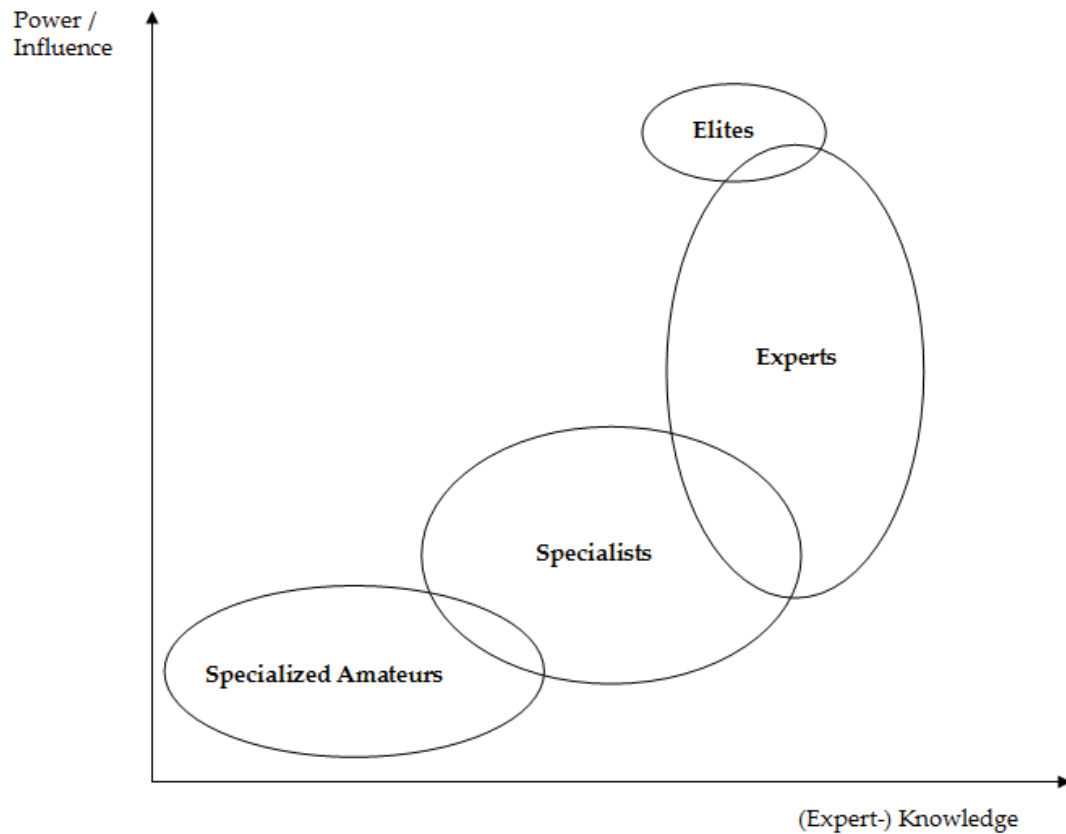 Power /
Influence
Elites
Experts
Specialists
Specialized Amateurs
(Expert-) Knowledge